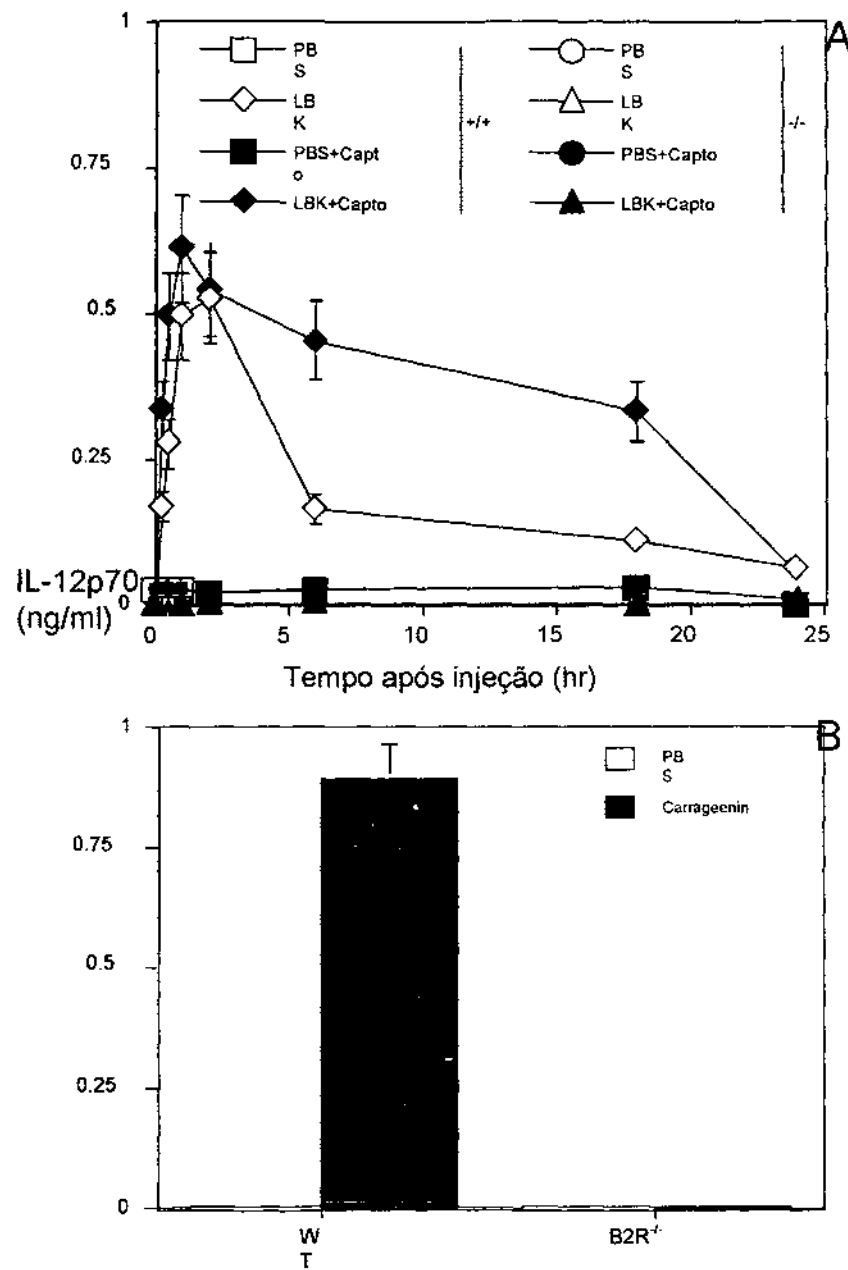 A
1
PB
S
PB
S
LB
K
LB
K
+/+
-/-
0.75
PBS+Capt
o
PBS+Capto
LBK+Capto
LBK+Capto
0.5
0.25
IL-12p70
(ng/ml)
0
0 5 10 15 20 25
Tempo após injeção (hr)
B
1
PB
S
Carrageenin
0.75
0.5
0.25
0
W
T
B2R-/-